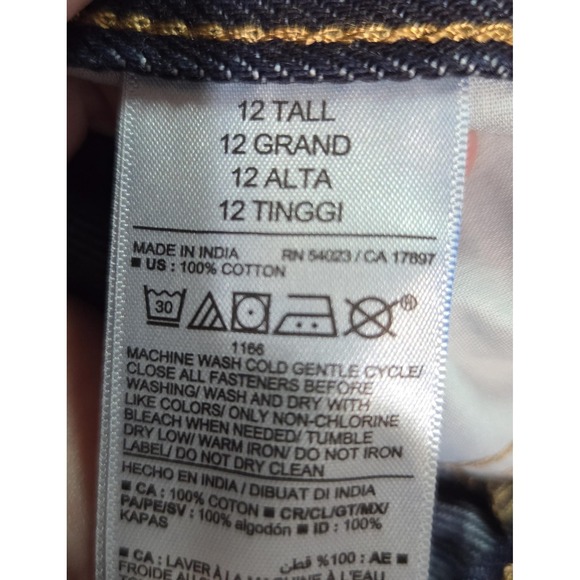 12 TALL
12 GRAND
12 ALTA
12 TINGGI
MADE IN INDIA RN 54023 / CA 17897
■ US : 100% COTTON
30 ®
1166
MACHINE WASH COLD GENTLE CYCLE/
CLOSE ALL FASTENERS BEFORE
WASHING/ WASH AND DRY WITH
LIKE COLORS/ ONLY NON-CHLORINE
BLEACH WHEN NEEDED/ TUMBLE
DRY LOW/ WARM IRON/ DO NOT IRON
LABEL/ DO NOT DRY CLEAN
HECHO EN INDIA / DIBUAT DI INDIA
■ CA : 100% COTON ■ CR/CL/GT/MX/
PA/PE/SV : 100% algodón ■ ID : 100%
KAPAS
■ AE : 100% قطن
■ CA : LAVER À LA MACHINE À L'EAU
FROIDE AU